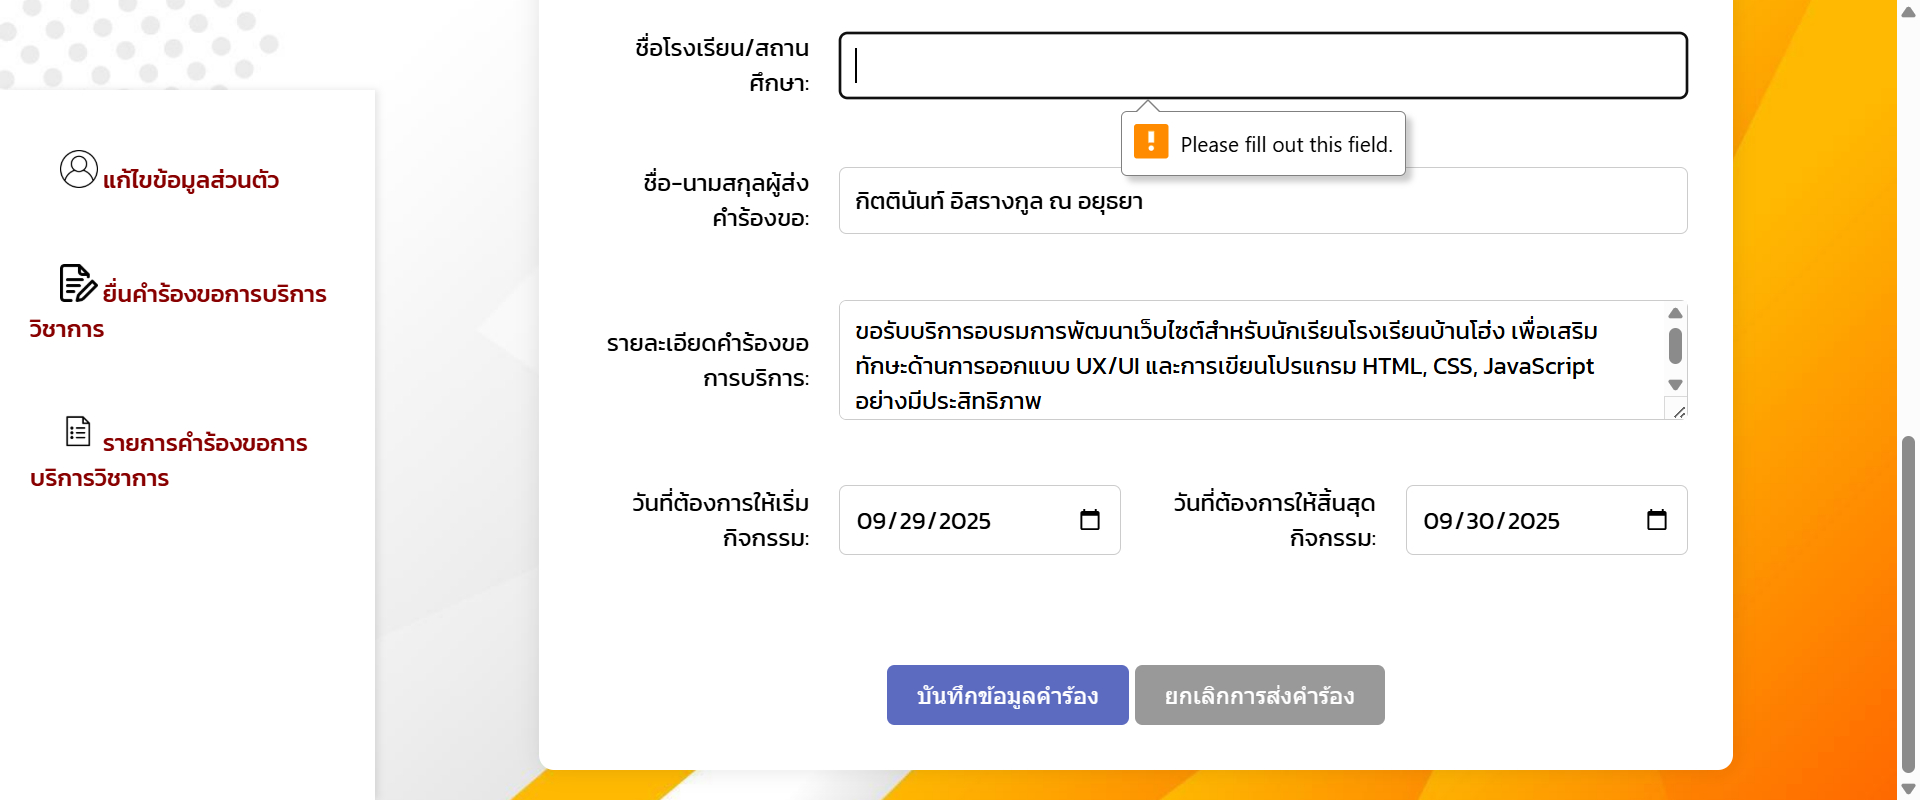 แก้ไขข้อมูลส่วนตัว
ยื่นคำร้องขอการบริการ
วิชาการ
รายการคำร้องขอการ
บริการวิชาการ
ชื่อโรงเรียน/สถาน
ศึกษา:
Please fill out this field.
ชื่อ-นามสกุลผู้ส่ง
คำร้องขอ:
กิตตินันท์ อิสรางกูล ณ อยุธยา
รายละเอียดคำร้องขอ
การบริการ:
ขอรับบริการอบรมการพัฒนาเว็บไซต์สำหรับนักเรียนโรงเรียนบ้านโฮ่ง เพื่อเสริม
ทักษะด้านการออกแบบ UX/UI และการเขียนโปรแกรม HTML, CSS, JavaScript
อย่างมีประสิทธิภาพ
วันที่ต้องการให้เริ่ม
กิจกรรม:
09/29/2025
วันที่ต้องการให้สิ้นสุด
กิจกรรม:
09/30/2025
บันทึกข้อมูลคำร้อง
ยกเลิกการส่งคำร้อง